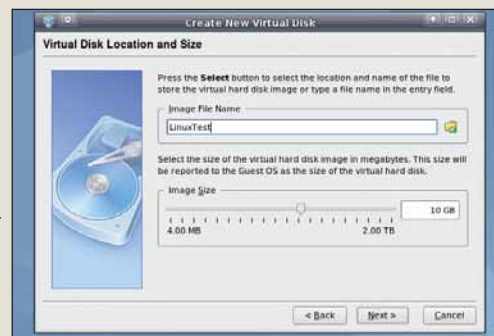 Create New Virtual Disk
Virtual Disk Location and Size
Press the Select button to select the location and name of the file to
store the virtual hard disk image or type a file name in the entry field.
Image File Name
LinuxTest
Select the size of the virtual hard disk image in megabytes. This size will
be reported to the Guest OS as the size of the virtual hard disk.
Image Size
10 GB
4.00 MB 2.00 TB
< Back Next > Cancel